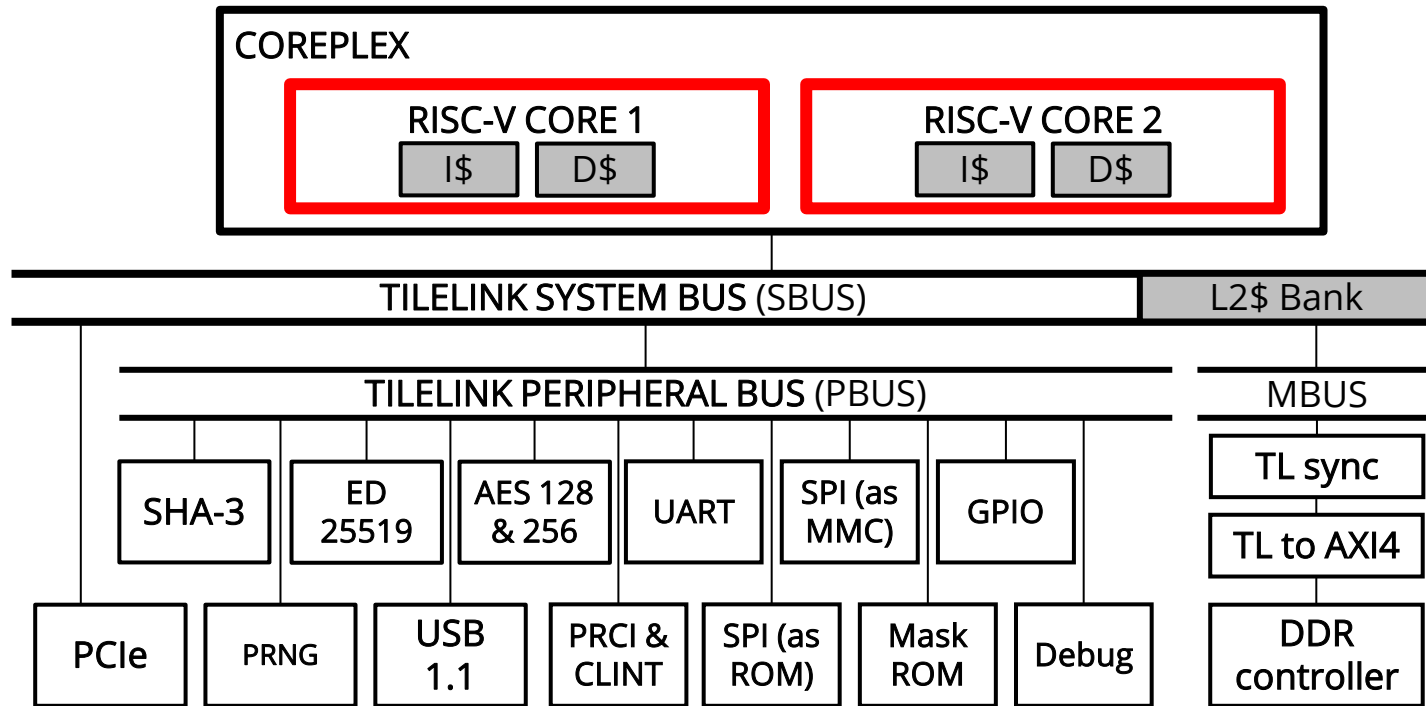 COREPLEX
RISC-V CORE 1
I$
D$
RISC-V CORE 2
I$
D$
TILELINK SYSTEM BUS (SBUS)
L2$ Bank
TILELINK PERIPHERAL BUS (PBUS)
MBUS
SHA-3
ED
25519
AES 128
& 256
UART
SPI (as
MMC)
GPIO
TL sync
TL to AXI4
PCIe
PRNG
USB
1.1
PRCI &
CLINT
SPI (as
ROM)
Mask
ROM
Debug
DDR
controller